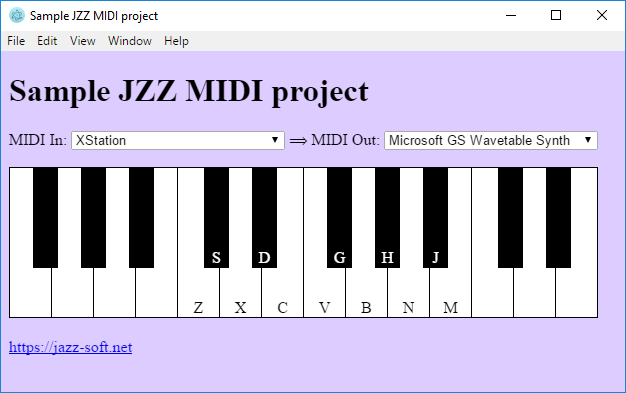 Sample JZZ MIDI project
File Edit View Window Help
Sample JZZ MIDI project
MIDI In: XStation ⟹ MIDI Out: Microsoft GS Wavetable Synth
S D G H J
Z X C V B N M
https://jazz-soft.net